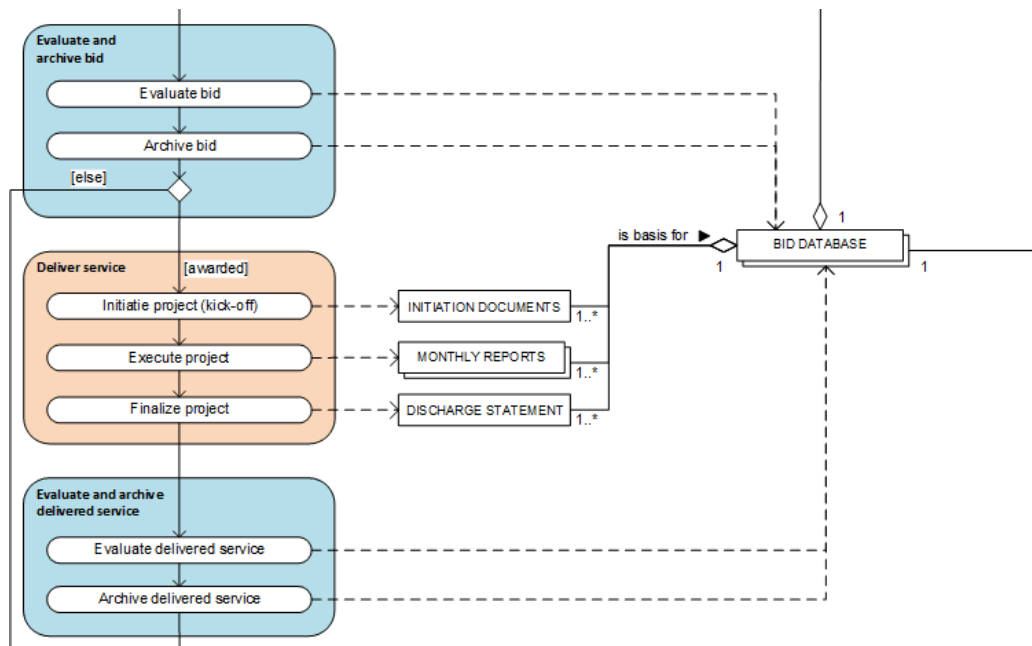 Evaluate and
archive bid
Evaluate bid
Archive bid
[else]
1
is basis for
BID DATABASE
1
1
Deliver service
[awarded]
Initiatie project (kick-off)
INITIATION DOCUMENTS
1..*
Execute project
MONTHLY REPORTS
1..*
Finalize project
DISCHARGE STATEMENT
1..*
Evaluate and archive
delivered service
Evaluate delivered service
Archive delivered service